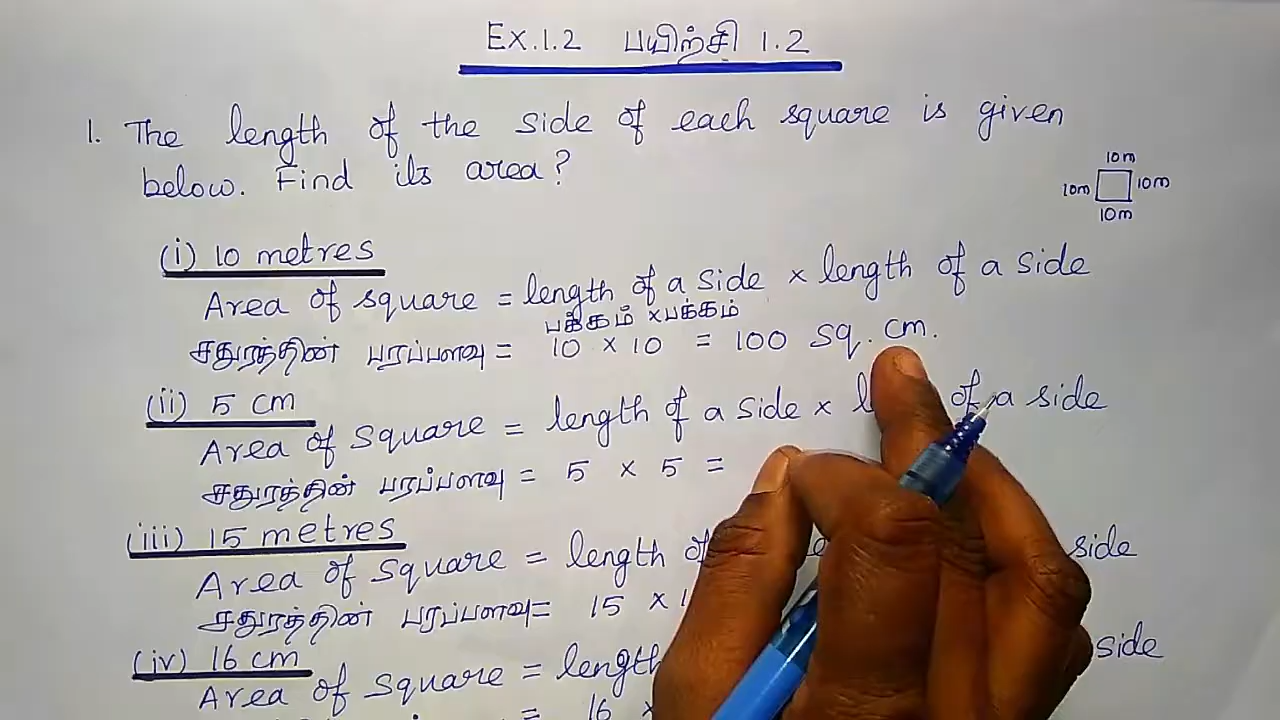 Ex.1.2 பயிற்சி 1.2
1. The length of the side of each square is given
below. Find its area?
10m
10m 10m
10m
(i) 10 metres
Area of square = length of a side × length of a side
பக்கம் × பக்கம்
சதுரத்தின் பரப்பளவு = 10 × 10 = 100 sq. cm.
(ii) 5 cm
Area of square = length of a side × of a side
சதுரத்தின் பரப்பளவு = 5 × 5 =
(iii) 15 metres
Area of square = length of side
சதுரத்தின் பரப்பளவு = 15 ×
(iv) 16 cm
Area of square = length side
= 16